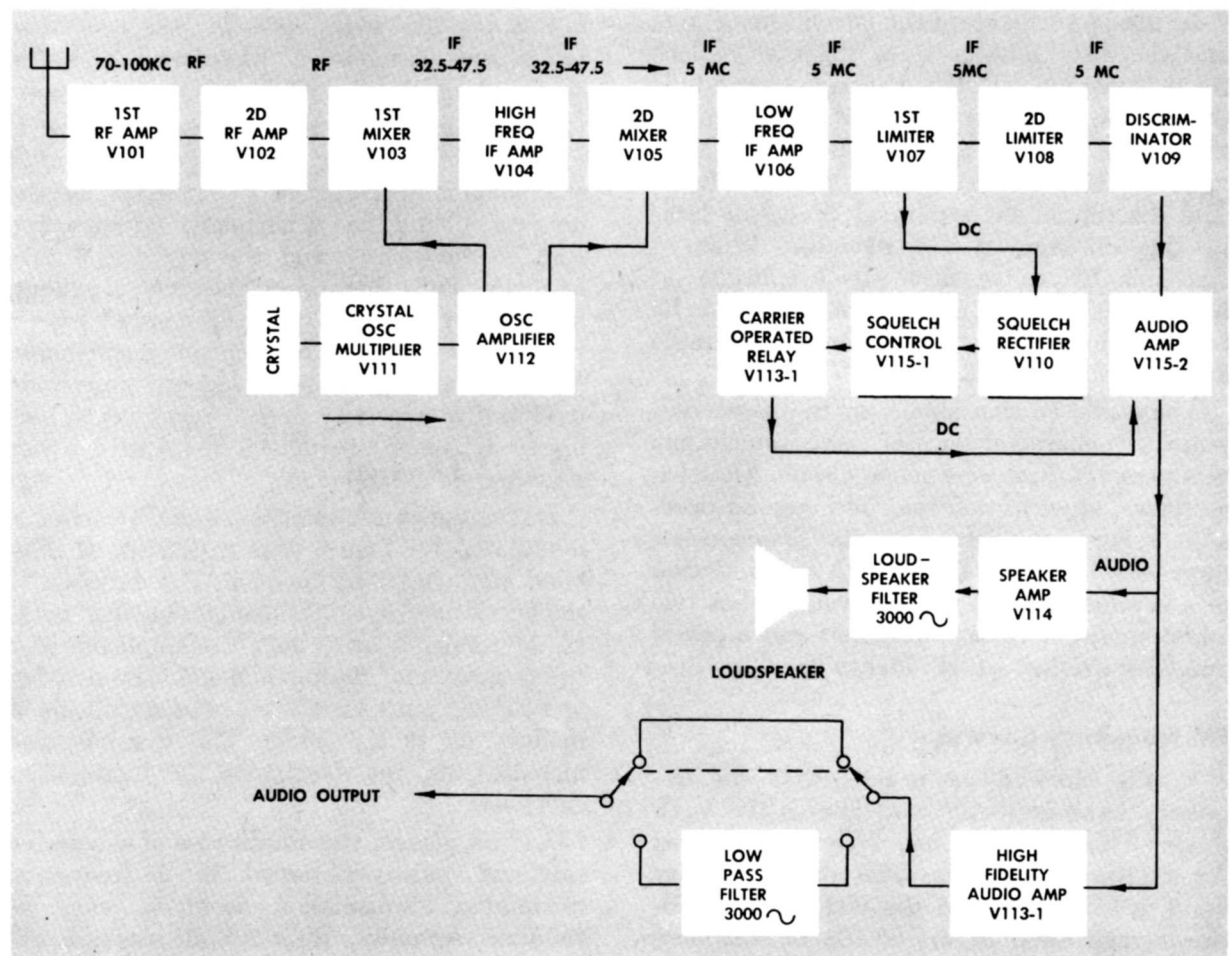 IF IF IF IF IF IF
70-100KC RF RF 32.5-47.5 32.5-47.5 5 MC 5 MC 5MC 5 MC
1ST
RF AMP
V101
2D
RF AMP
V102
1ST
MIXER
V103
HIGH
FREQ
IF AMP
V104
2D
MIXER
V105
LOW
FREQ
IF AMP
V106
1ST
LIMITER
V107
2D
LIMITER
V108
DISCRIM-
INATOR
V109
DC
CRYSTAL
CRYSTAL
OSC
MULTIPLIER
V111
OSC
AMPLIFIER
V112
CARRIER
OPERATED
RELAY
V113-1
SQUELCH
CONTROL
V115-1
SQUELCH
RECTIFIER
V110
AUDIO
AMP
V115-2
DC
LOUD-
SPEAKER
FILTER
3000
SPEAKER
AMP
V114
AUDIO
LOUDSPEAKER
AUDIO OUTPUT
LOW
PASS
FILTER
3000
HIGH
FIDELITY
AUDIO AMP
V113-1